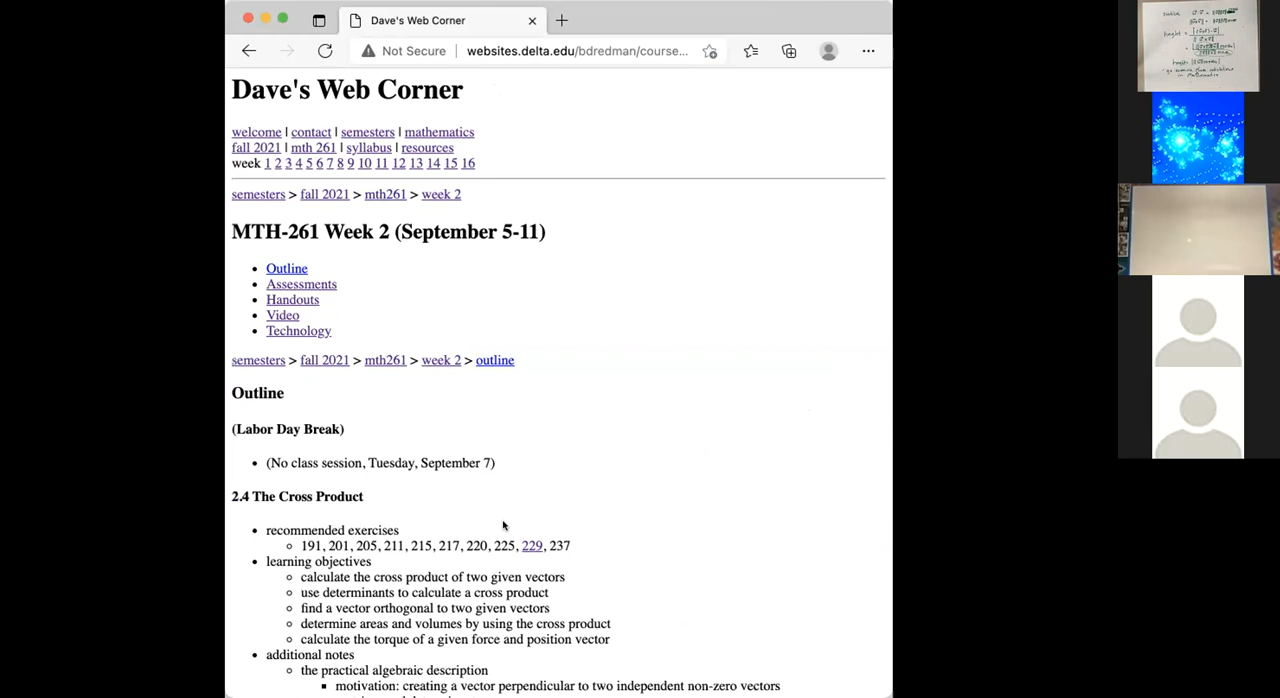 Dave's Web Corner
Not Secure | websites.delta.edu/bdredman/course...
Dave's Web Corner
welcome | contact | semesters | mathematics
fall 2021 | mth 261 | syllabus | resources
week 1 2 3 4 5 6 7 8 9 10 11 12 13 14 15 16
semesters > fall 2021 > mth261 > week 2
MTH-261 Week 2 (September 5-11)
Outline
Assessments
Handouts
Video
Technology
semesters > fall 2021 > mth261 > week 2 > outline
Outline
(Labor Day Break)
(No class session, Tuesday, September 7)
2.4 The Cross Product
recommended exercises
191, 201, 205, 211, 215, 217, 220, 225, 229, 237
learning objectives
calculate the cross product of two given vectors
use determinants to calculate a cross product
find a vector orthogonal to two given vectors
determine areas and volumes by using the cross product
calculate the torque of a given force and position vector
additional notes
the practical algebraic description
motivation: creating a vector perpendicular to two independent non-zero vectors